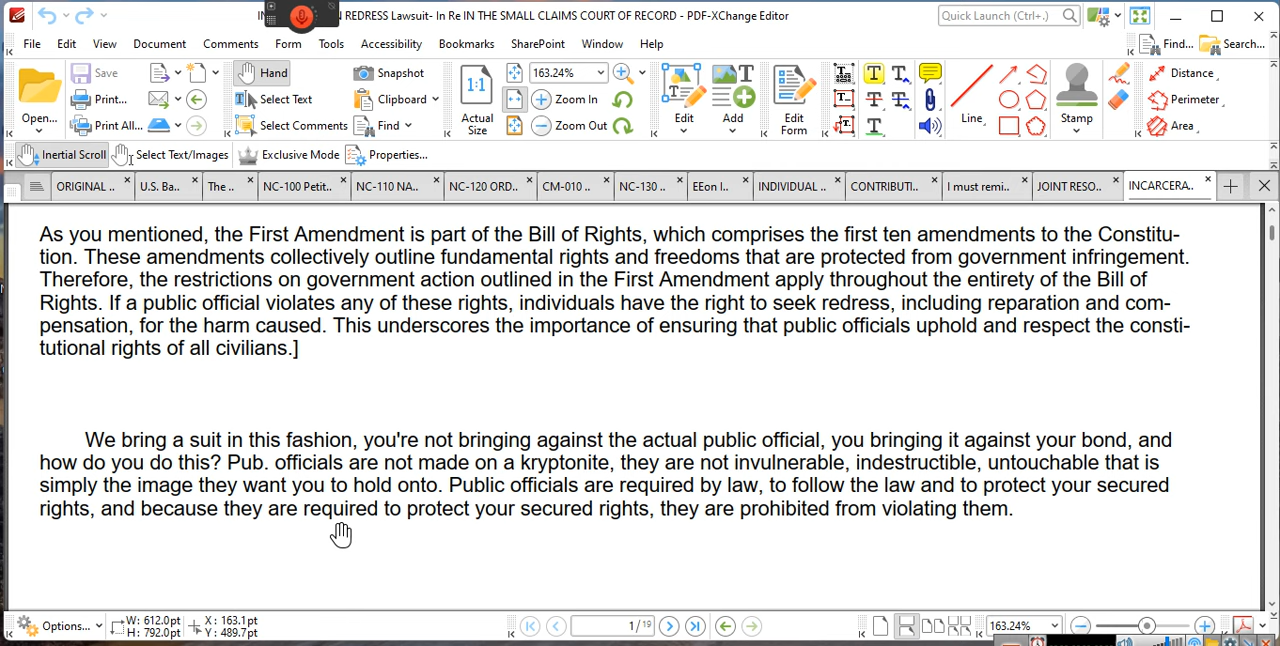 REDRESS Lawsuit- In Re IN THE SMALL CLAIMS COURT OF RECORD - PDF-XChange Editor
Quick Launch (Ctrl+.)
File Edit View Document Comments Form Tools Accessibility Bookmarks SharePoint Window Help
Find... Search...
Open...
Save
Print...
Print All...
Hand
Select Text
Select Comments
Snapshot
Clipboard
Find
1:1
Actual Size
163.24%
Zoom In
Zoom Out
Edit
Add
Edit Form
Line
Stamp
Distance
Perimeter
Area
Inertial Scroll Select Text/Images Exclusive Mode Properties...
ORIGINAL .. U.S. Ba.. The .. NC-100 Petit.. NC-110 NA.. NC-120 ORD.. CM-010 .. NC-130 .. EEon I.. INDIVIDUAL .. CONTRIBUTI.. I must remi.. JOINT RESO.. INCARCERA..
As you mentioned, the First Amendment is part of the Bill of Rights, which comprises the first ten amendments to the Constitu-
tion. These amendments collectively outline fundamental rights and freedoms that are protected from government infringement.
Therefore, the restrictions on government action outlined in the First Amendment apply throughout the entirety of the Bill of
Rights. If a public official violates any of these rights, individuals have the right to seek redress, including reparation and com-
pensation, for the harm caused. This underscores the importance of ensuring that public officials uphold and respect the consti-
tutional rights of all civilians.]
We bring a suit in this fashion, you're not bringing against the actual public official, you bringing it against your bond, and
how do you do this? Pub. officials are not made on a kryptonite, they are not invulnerable, indestructible, untouchable that is
simply the image they want you to hold onto. Public officials are required by law, to follow the law and to protect your secured
rights, and because they are required to protect your secured rights, they are prohibited from violating them.
Options... W: 612.0pt H: 792.0pt X: 163.1pt Y: 489.7pt
1/19
163.24%